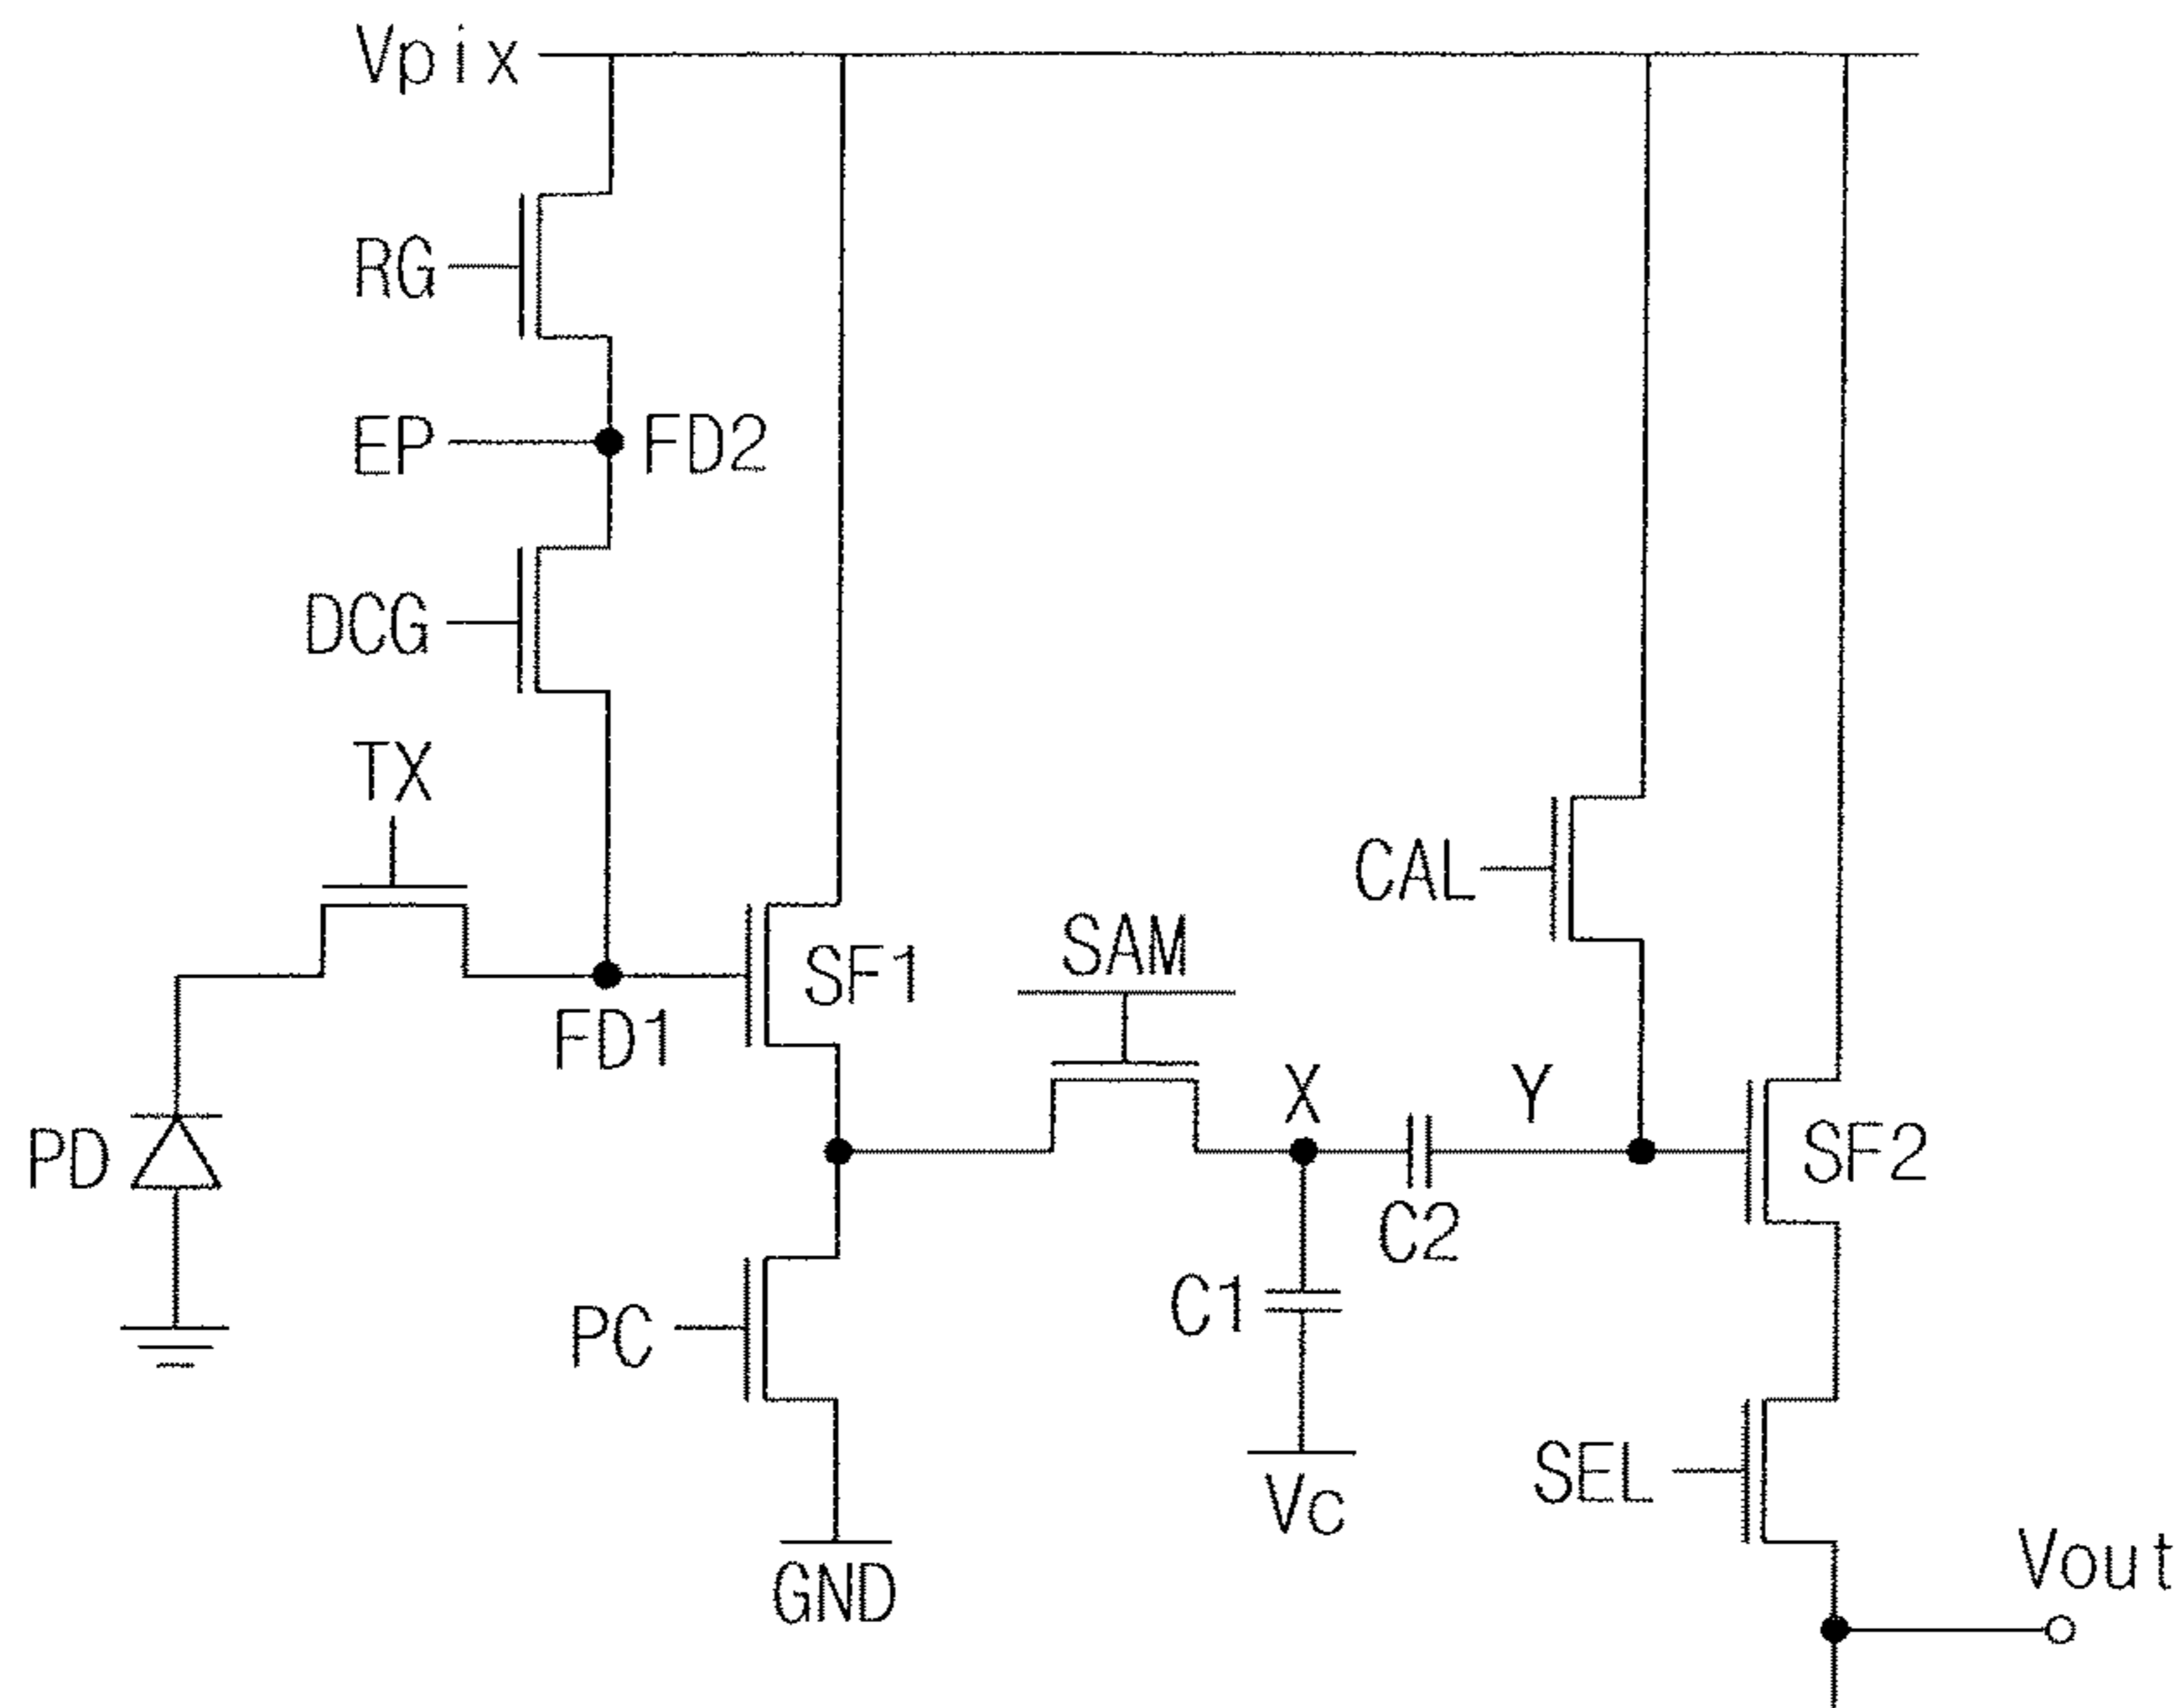 Vpix
RG
EP
FD2
DCG
TX
CAL
SAM
SF1
FD1
X
Y
PD
SF2
C2
C1
PC
SEL
Vc
GND
Vout